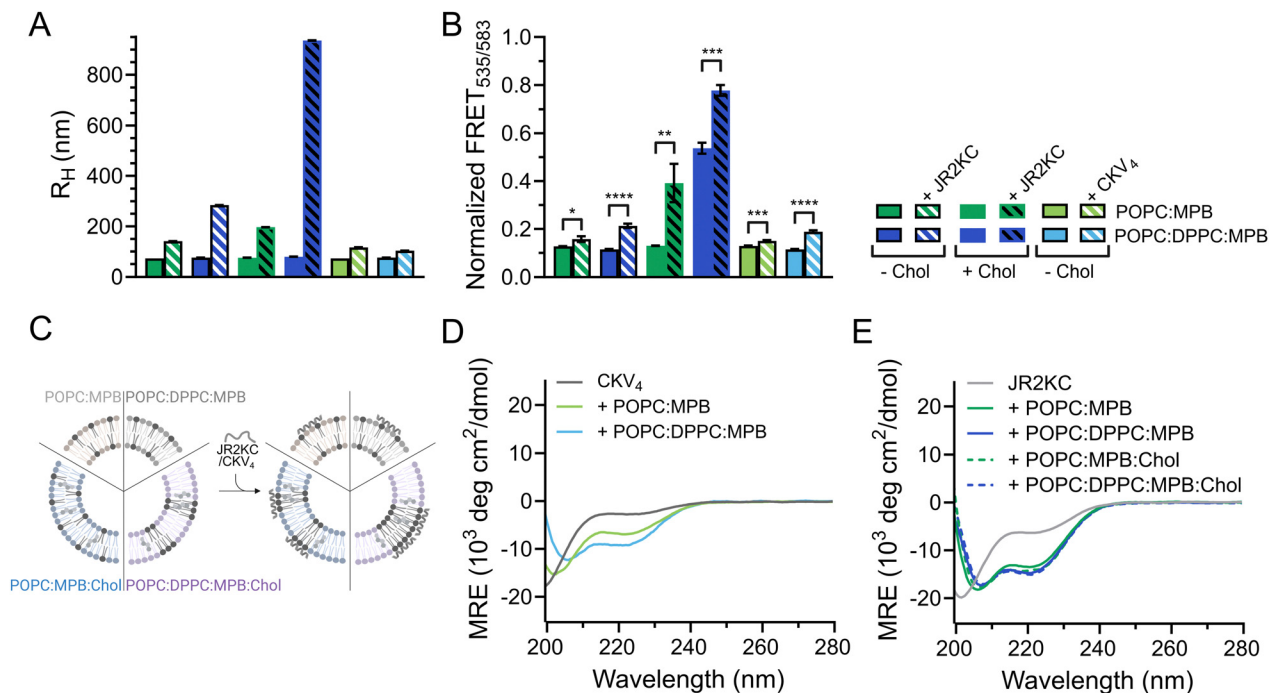 A
R_H (nm)
800
600
400
200
0
B
Normalized FRET_535/583
1.0
0.8
0.6
0.4
0.2
0.0
*
****
**
***
***
****
+ JR2KC
+ JR2KC
+ CKV₄
POPC:MPB
POPC:DPPC:MPB
- Chol
+ Chol
- Chol
C
POPC:MPB
POPC:DPPC:MPB
JR2KC
/CKV₄
POPC:MPB:Chol
POPC:DPPC:MPB:Chol
D
MRE (10³ deg cm²/dmol)
20
10
0
-10
-20
CKV₄
+ POPC:MPB
+ POPC:DPPC:MPB
200
220
240
260
280
Wavelength (nm)
E
MRE (10³ deg cm²/dmol)
20
10
0
-10
-20
JR2KC
+ POPC:MPB
+ POPC:DPPC:MPB
+ POPC:MPB:Chol
+ POPC:DPPC:MPB:Chol
200
220
240
260
280
Wavelength (nm)